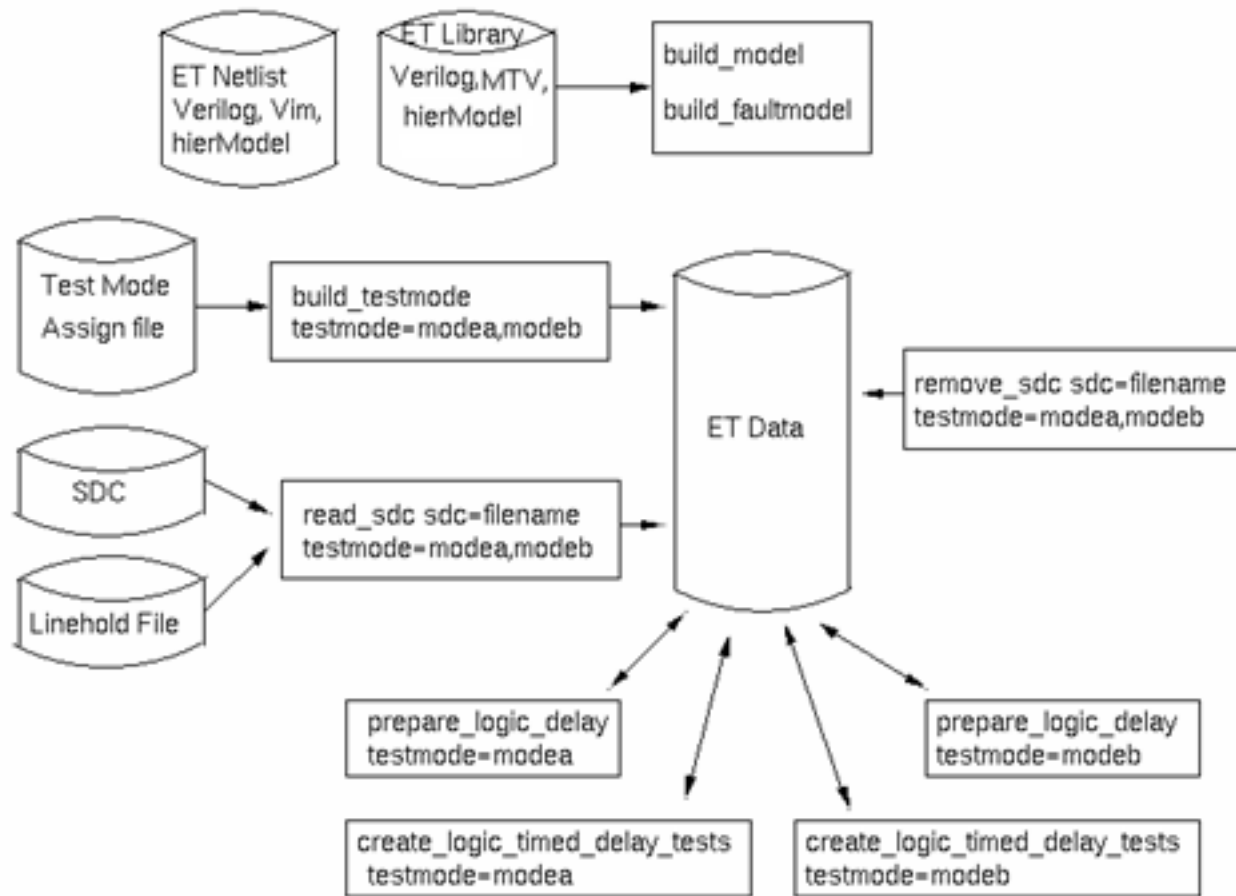 ET Netlist
Verilog, Vim,
hierModel
ET Library
Verilog, MTV,
hierModel
build_model
build_faultmodel
Test Mode
Assign file
build_testmode
testmode=modea,modeb
ET Data
remove_sdc sdc=filename
testmode=modea,modeb
SDC
Linehold File
read_sdc sdc=filename
testmode=modea,modeb
prepare_logic_delay
testmode=modea
prepare_logic_delay
testmode=modeb
create_logic_timed_delay_tests
testmode=modea
create_logic_timed_delay_tests
testmode=modeb